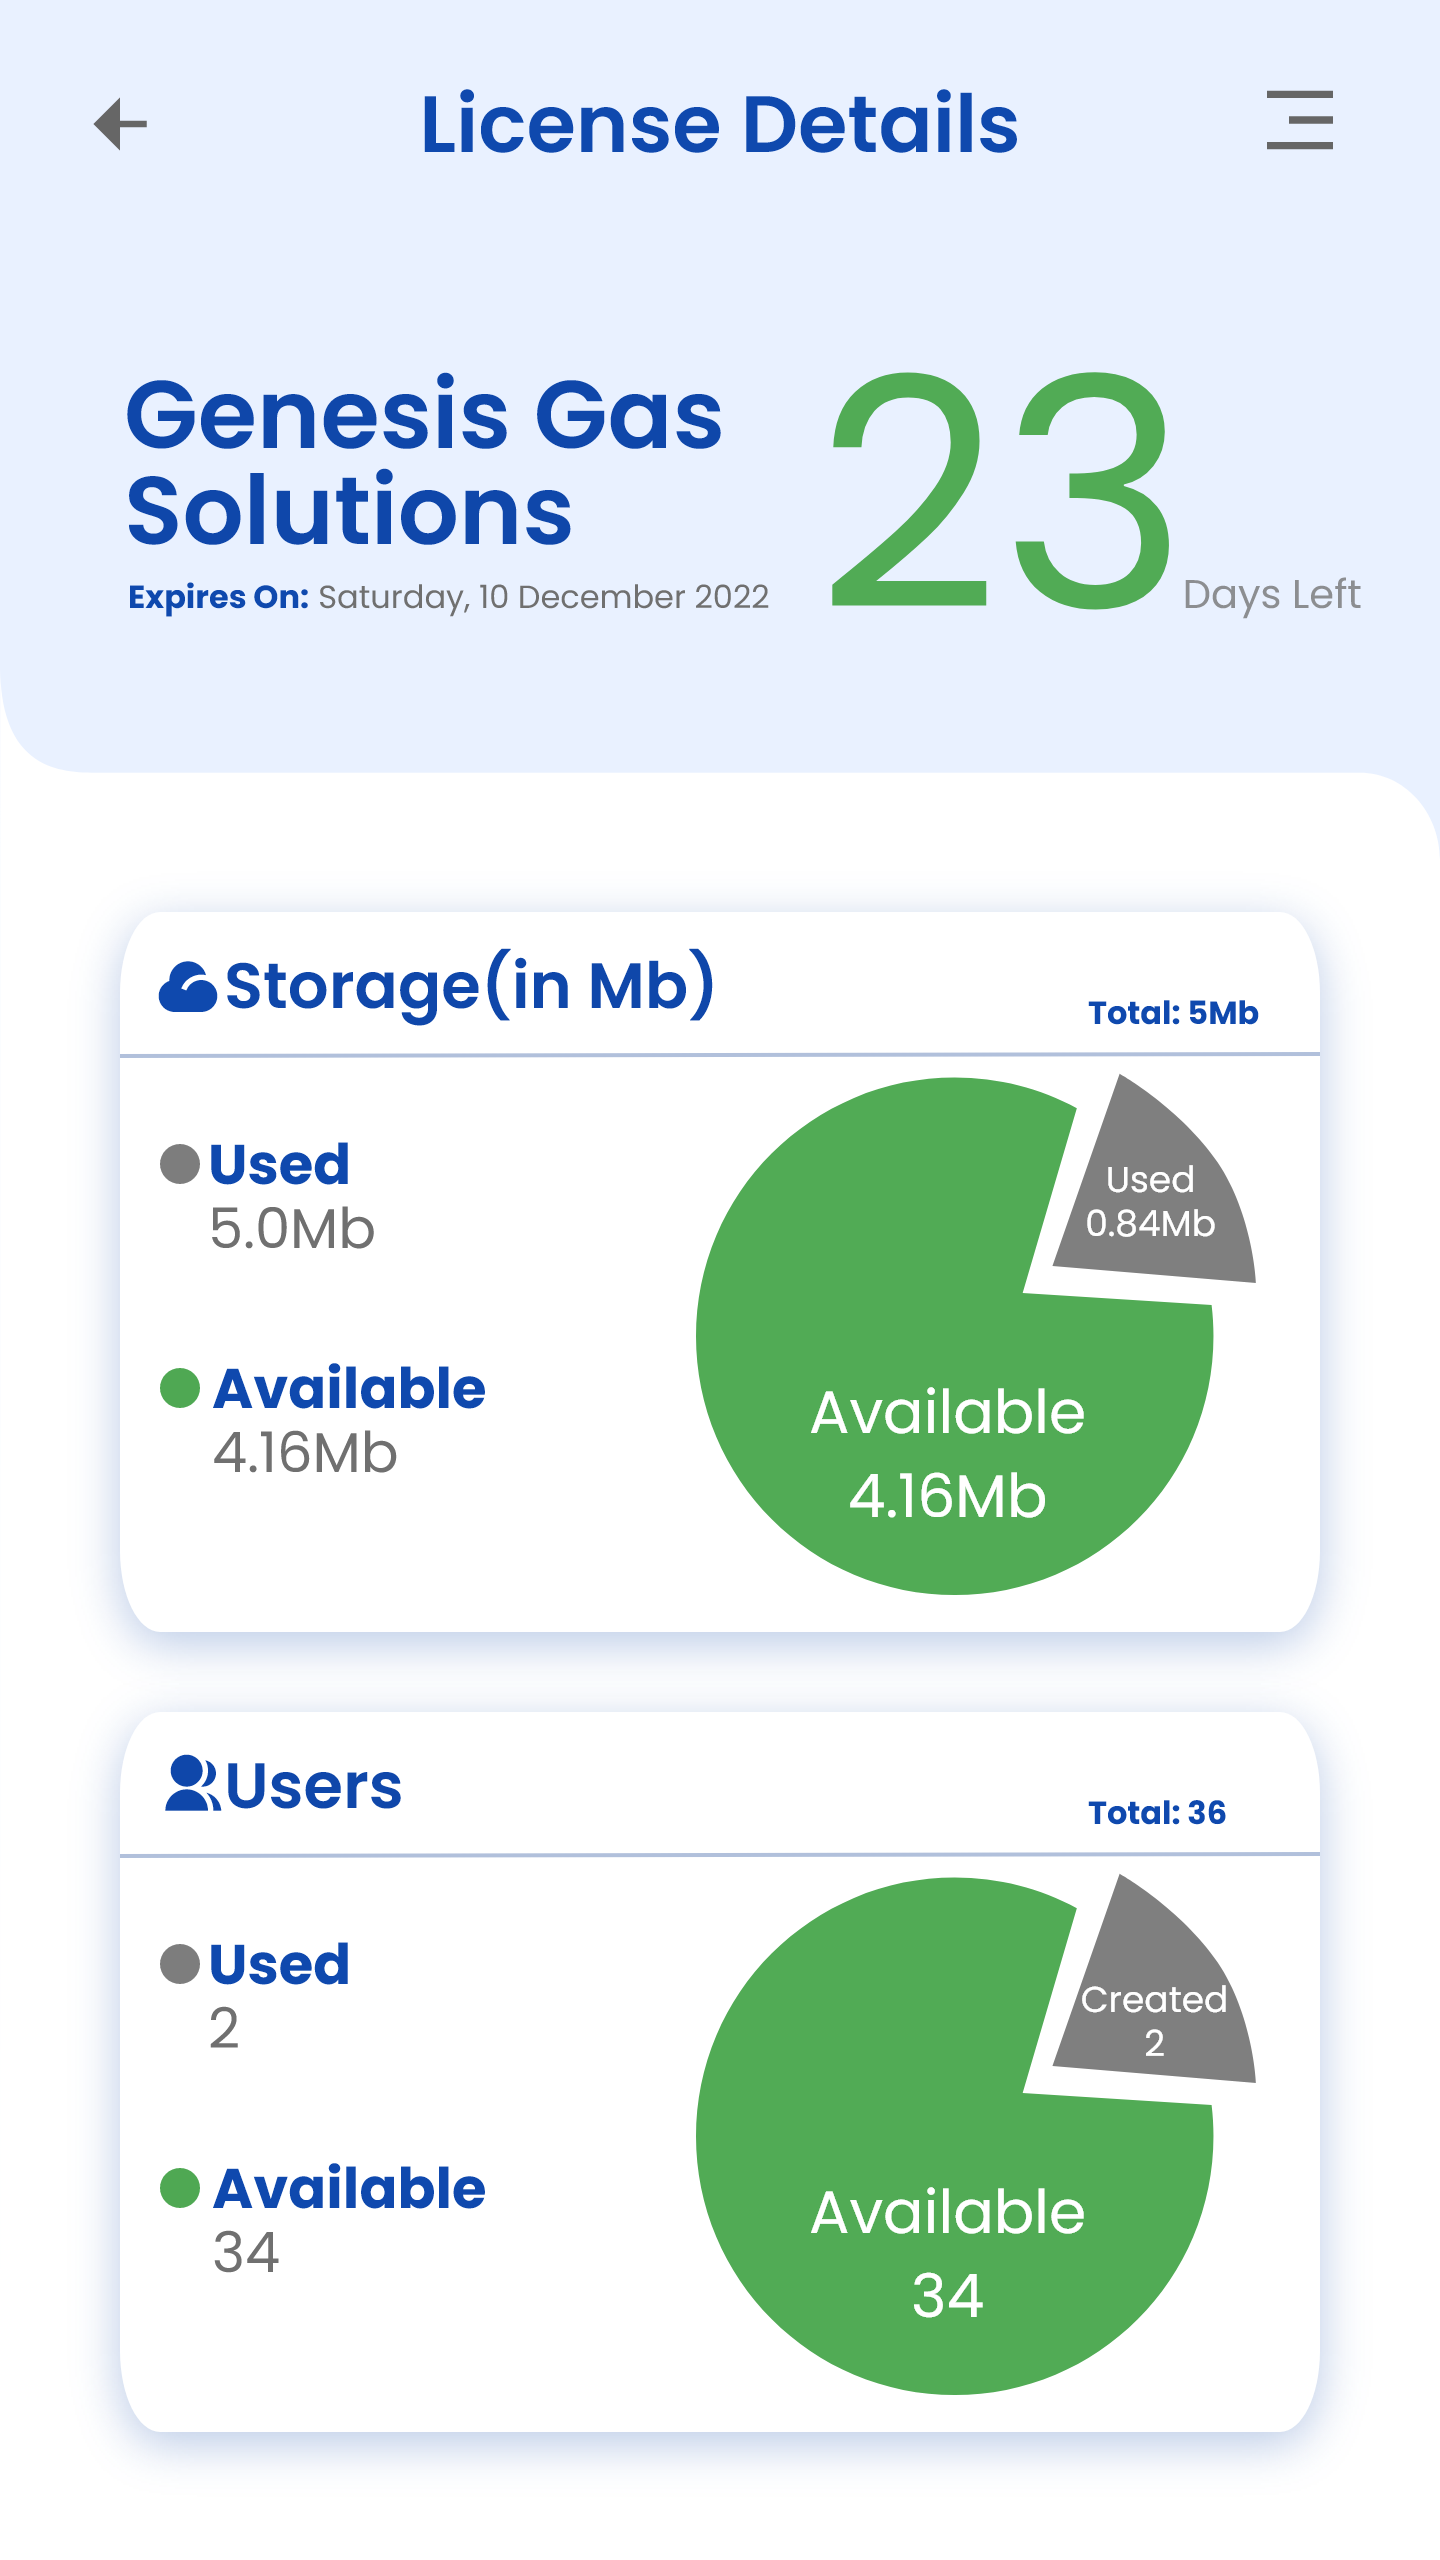 License Details
Genesis Gas
Solutions
Expires On: Saturday, 10 December 2022
23 Days Left
Storage(in Mb)
Total: 5Mb
Used
5.0Mb
Available
4.16Mb
Used
0.84Mb
Available
4.16Mb
Users
Total: 36
Used
2
Available
34
Created
2
Available
34